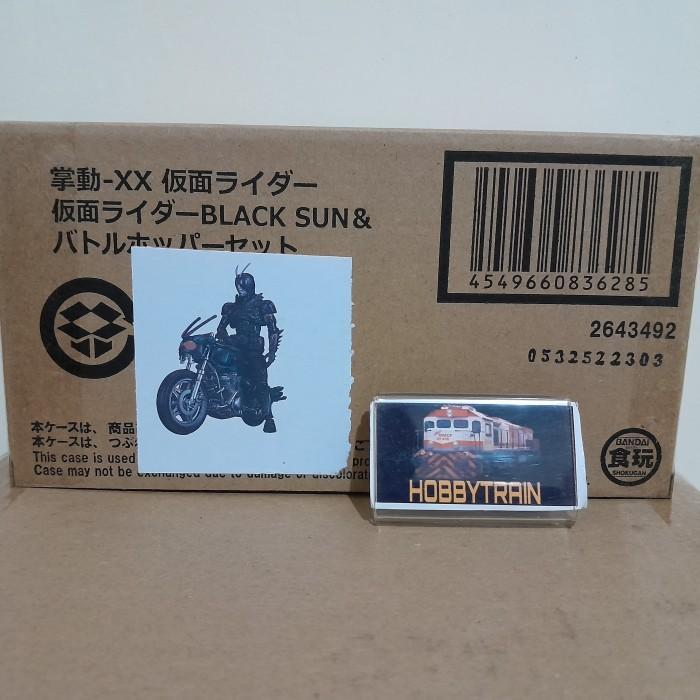 掌動-XX 仮面ライダー
仮面ライダーBLACK SUN&
バトルホッパーセット
4549660836285
2643492
0532522303
本ケースは、商品
本ケースは、つぶ
This case is used
Case may not be exchanged due to damage or discolorat
HOBBYTRAIN
BANDAI
食玩
SHOKUGAN